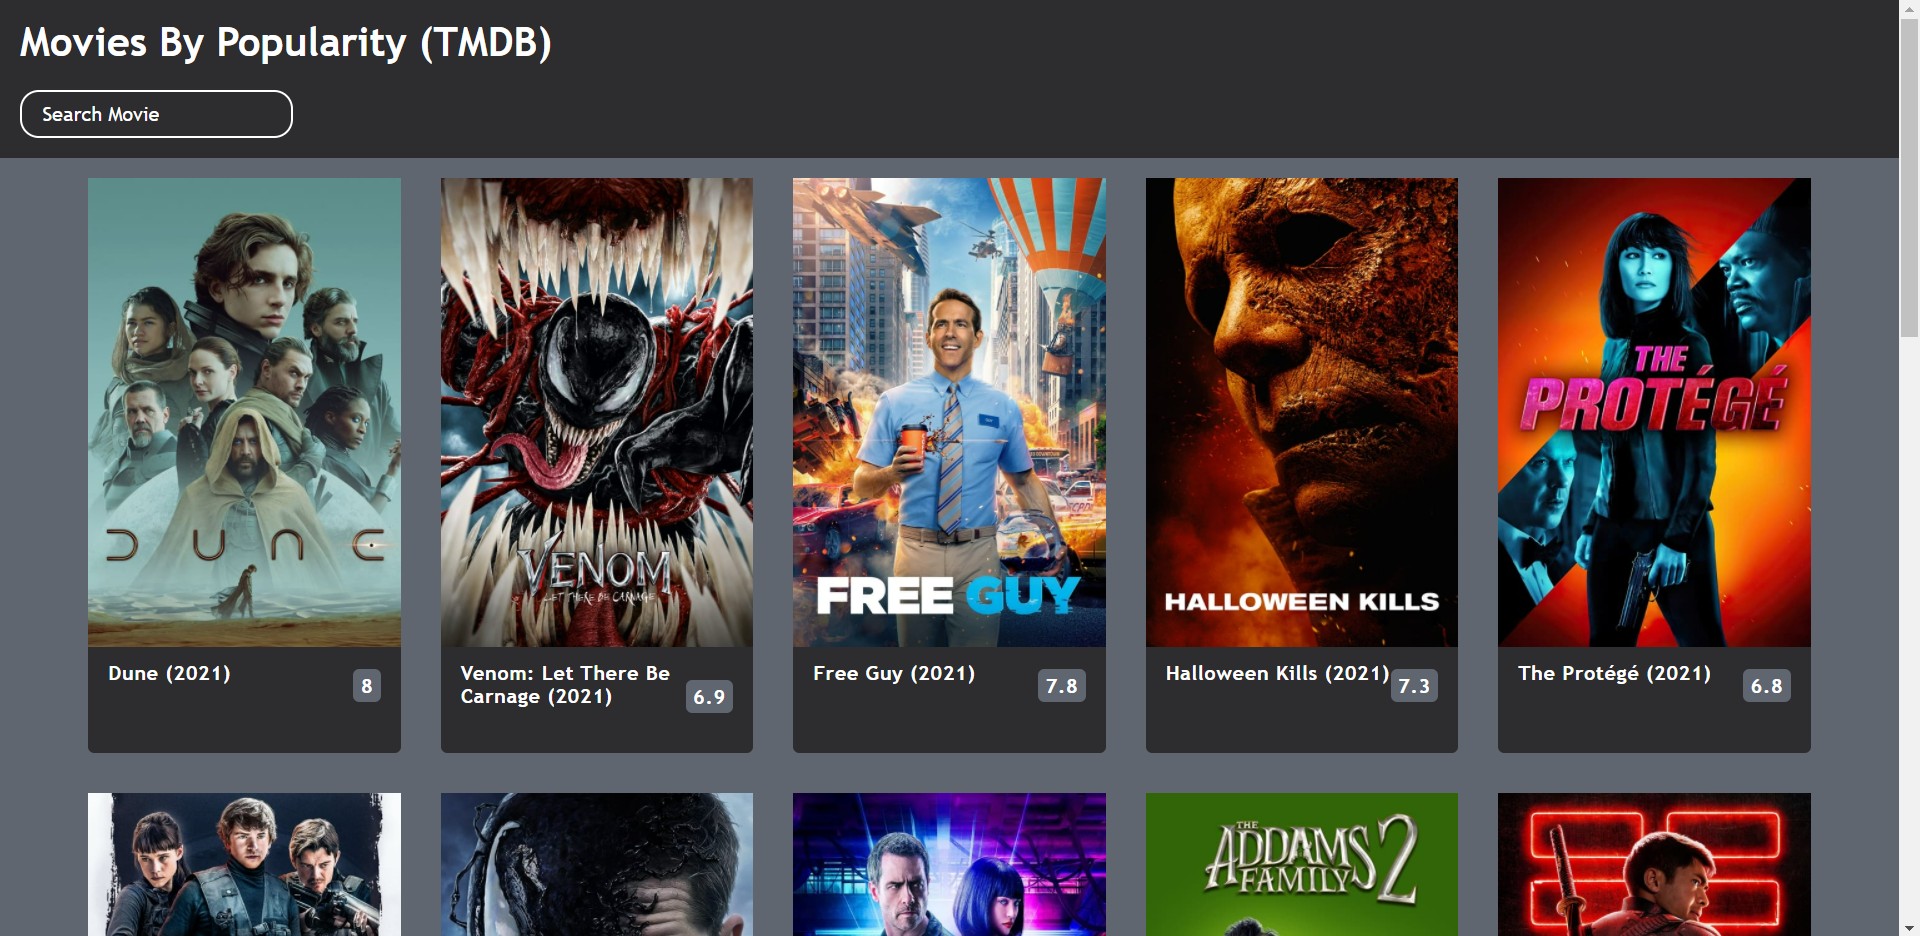 Movies By Popularity (TMDB)
Search Movie
DUNE
VENOM
LET THERE BE CARNAGE
FREE GUY
HALLOWEEN KILLS
THE
PROTÉGÉ
Dune (2021)
8
Venom: Let There Be
Carnage (2021)
6.9
Free Guy (2021)
7.8
Halloween Kills (2021)
7.3
The Protégé (2021)
6.8
THE
ADDAMS
FAMILY 2